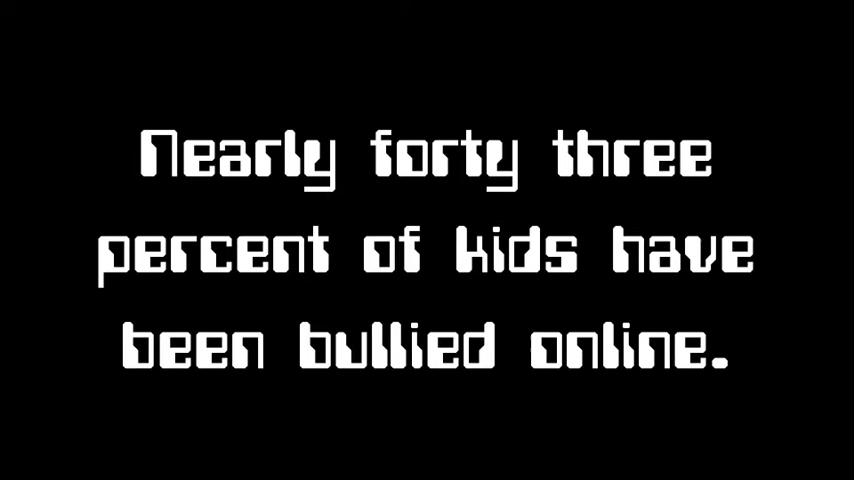 Nearly forty three
percent of kids have
been bullied online.